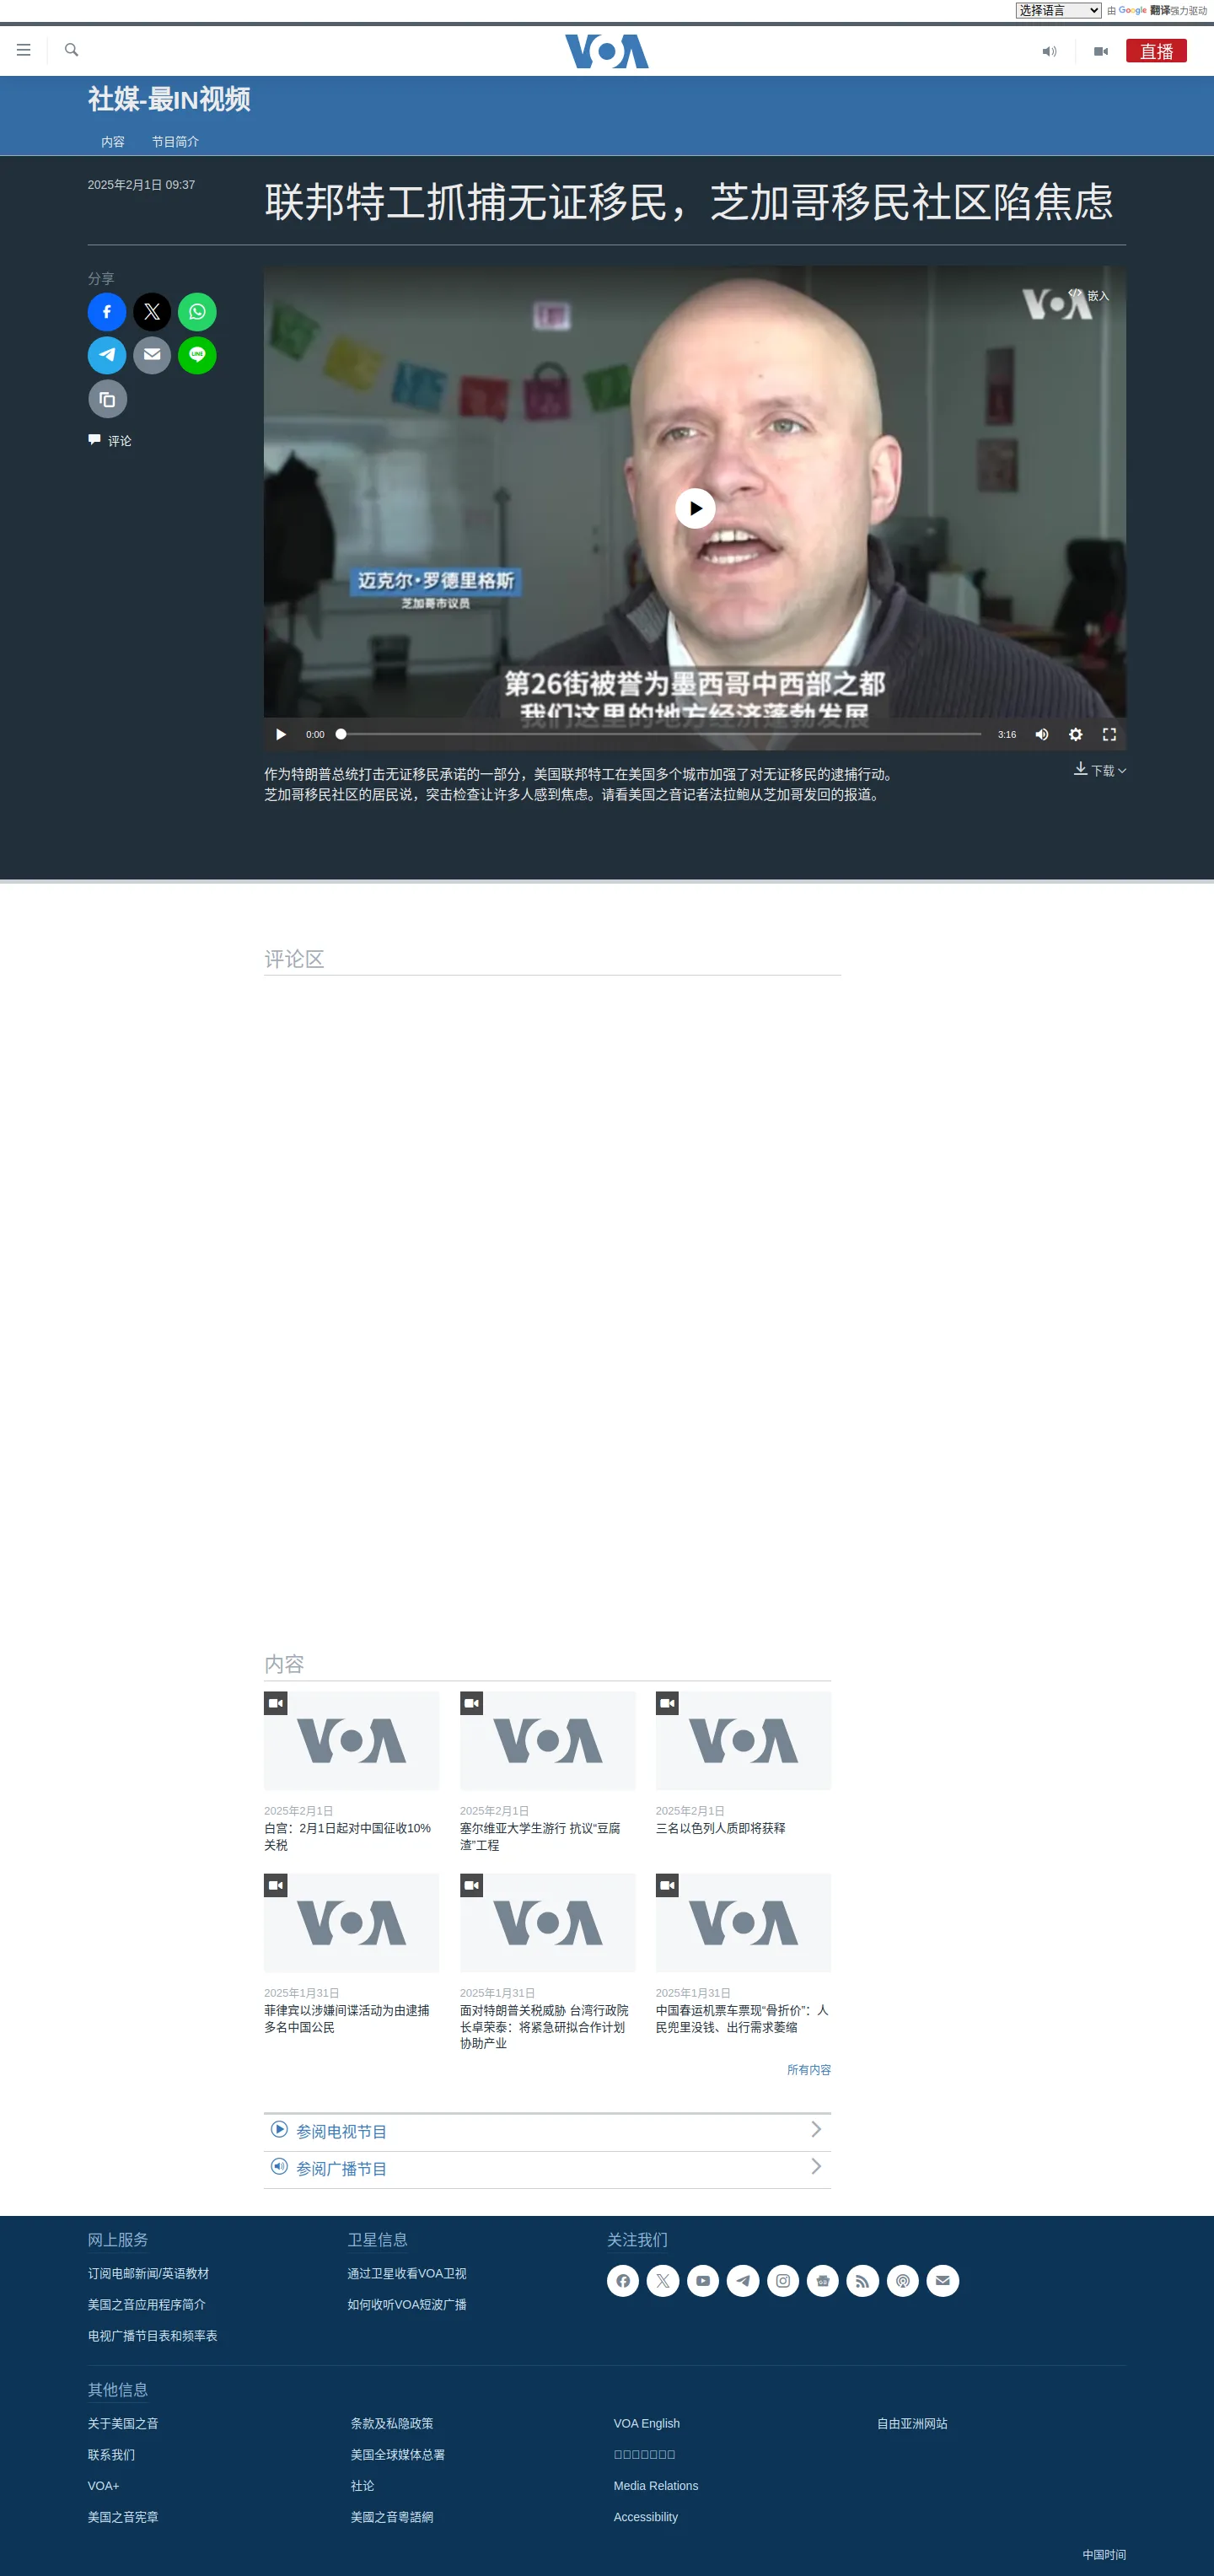 选择语言 由 Google 翻译强力驱动
VOA
直播
社媒-最IN视频
内容 节目简介
2025年2月1日 09:37
联邦特工抓捕无证移民，芝加哥移民社区陷焦虑
分享
LINE
评论
VOA
嵌入
迈克尔·罗德里格斯
芝加哥市议员
第26街被誉为墨西哥中西部之都
我们这里的地方经济蓬勃发展
0:00 3:16
下载
作为特朗普总统打击无证移民承诺的一部分，美国联邦特工在美国多个城市加强了对无证移民的逮捕行动。
芝加哥移民社区的居民说，突击检查让许多人感到焦虑。请看美国之音记者法拉鲍从芝加哥发回的报道。
评论区
内容
VOA VOA VOA
2025年2月1日
白宫：2月1日起对中国征收10%
关税
2025年2月1日
塞尔维亚大学生游行 抗议“豆腐
渣”工程
2025年2月1日
三名以色列人质即将获释
VOA VOA VOA
2025年1月31日
菲律宾以涉嫌间谍活动为由逮捕
多名中国公民
2025年1月31日
面对特朗普关税威胁 台湾行政院
长卓荣泰：将紧急研拟合作计划
协助产业
2025年1月31日
中国春运机票车票现“骨折价”：人
民兜里没钱、出行需求萎缩
所有内容
参阅电视节目
参阅广播节目
网上服务
订阅电邮新闻/英语教材
美国之音应用程序简介
电视广播节目表和频率表
卫星信息
通过卫星收看VOA卫视
如何收听VOA短波广播
关注我们
其他信息
关于美国之音
联系我们
VOA+
美国之音宪章
条款及私隐政策
美国全球媒体总署
社论
美國之音粵語網
VOA English
Media Relations
Accessibility
自由亚洲网站
中国时间